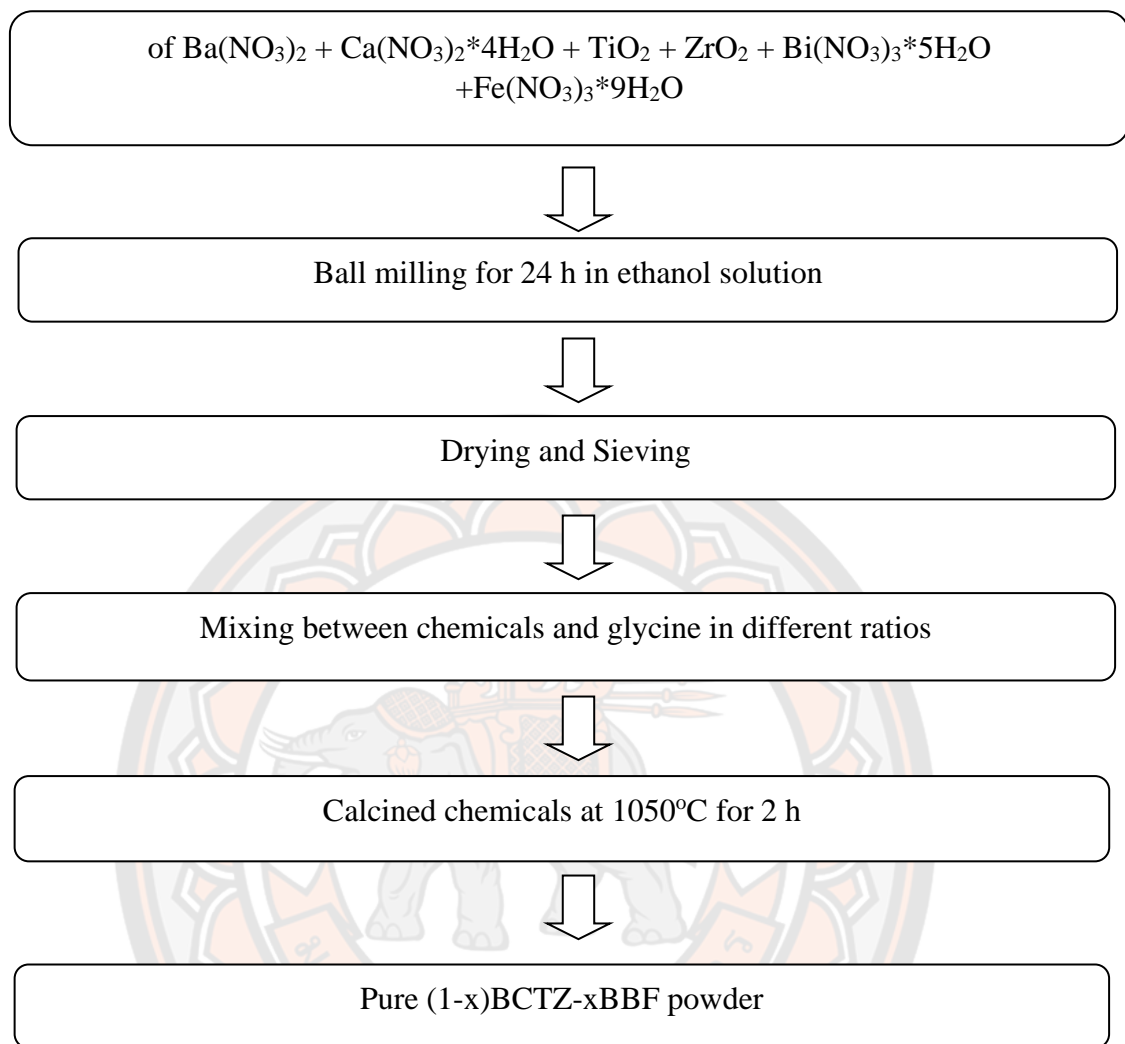 of Ba(NO₃)₂ + Ca(NO₃)₂*4H₂O + TiO₂ + ZrO₂ + Bi(NO₃)₃*5H₂O
+Fe(NO₃)₃*9H₂O
Ball milling for 24 h in ethanol solution
Drying and Sieving
Mixing between chemicals and glycine in different ratios
Calcined chemicals at 1050ᵒC for 2 h
Pure (1-x)BCTZ-xBBF powder